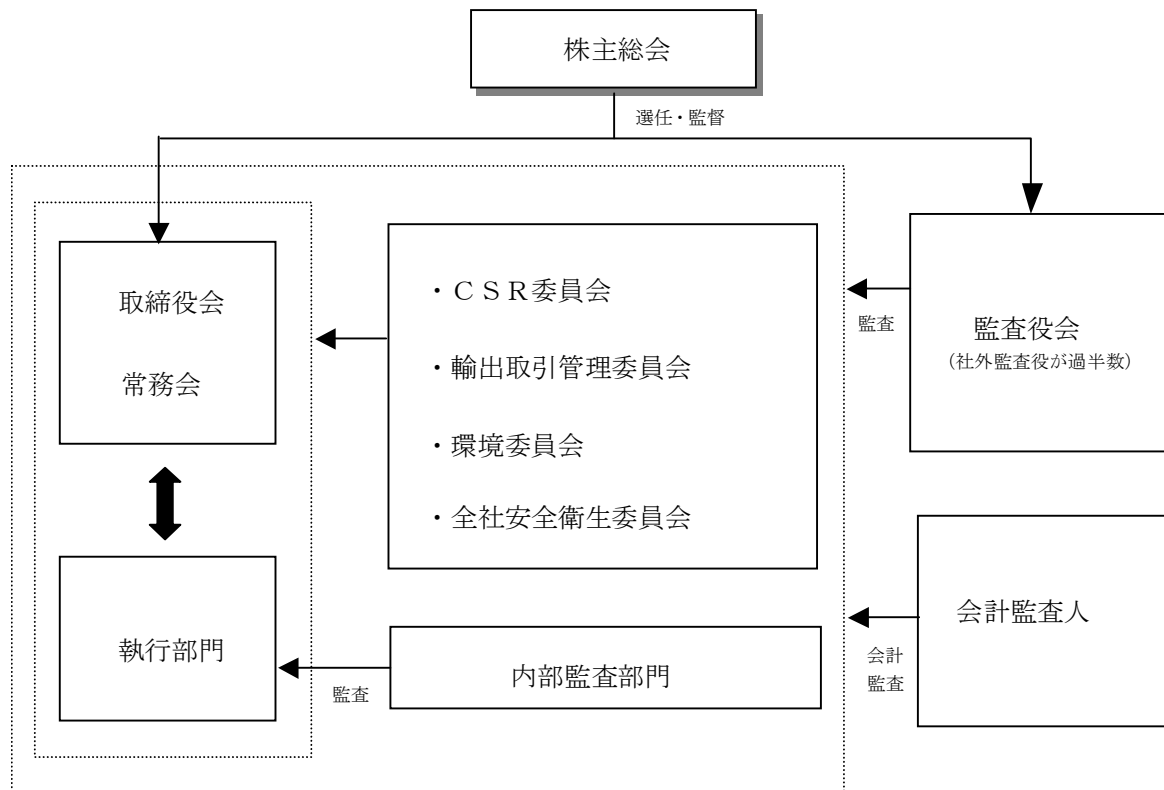 株主総会
選任・監督
取締役会
常務会
・ＣＳＲ委員会
・輸出取引管理委員会
・環境委員会
・全社安全衛生委員会
監査
監査役会
（社外監査役が過半数）
執行部門
監査
内部監査部門
会計
監査
会計監査人